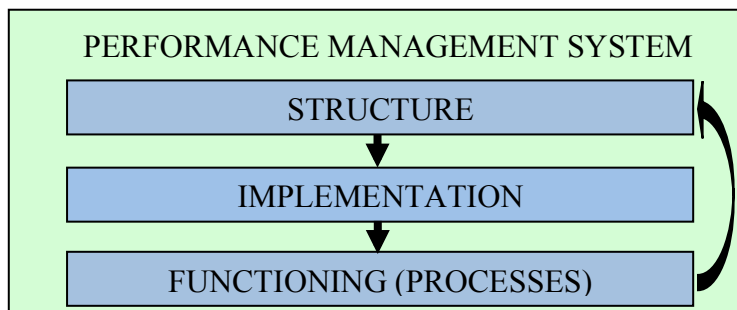 PERFORMANCE MANAGEMENT SYSTEM
STRUCTURE
IMPLEMENTATION
FUNCTIONING (PROCESSES)